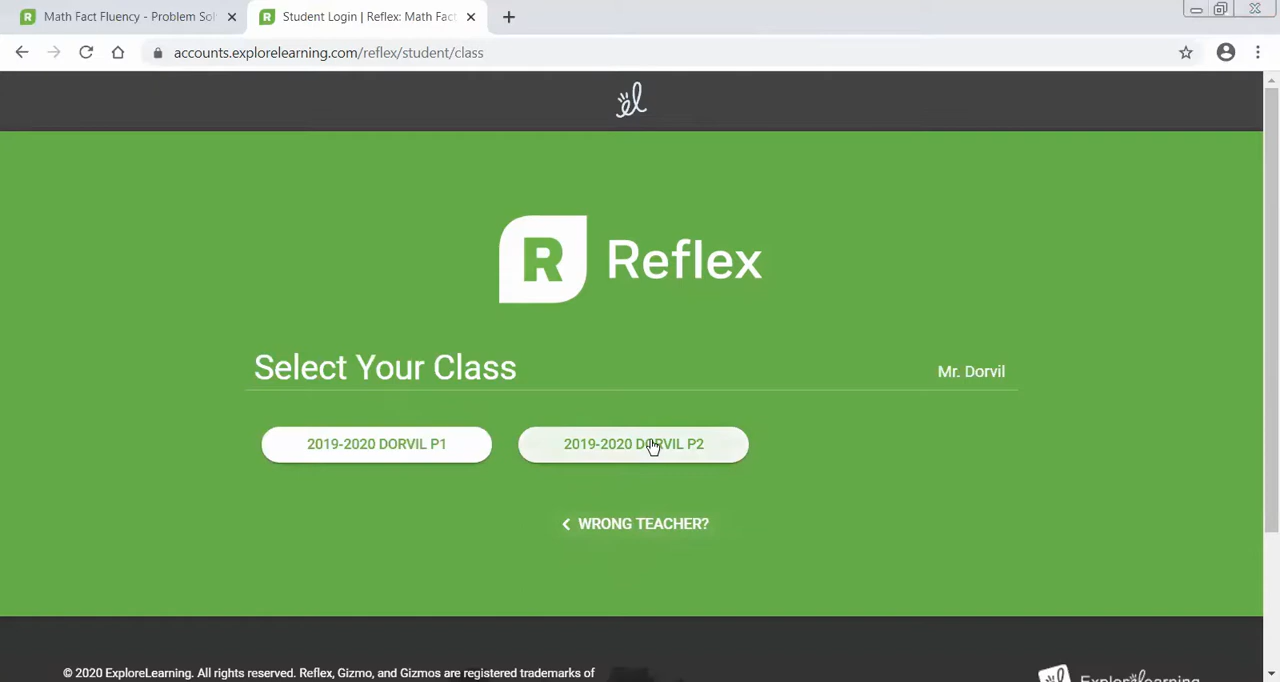 Math Fact Fluency - Problem Sol
Student Login | Reflex: Math Fact
accounts.explorelearning.com/reflex/student/class
el
R Reflex
Select Your Class
Mr. Dorvil
2019-2020 DORVIL P1
2019-2020 DORVIL P2
WRONG TEACHER?
© 2020 ExploreLearning. All rights reserved. Reflex, Gizmo, and Gizmos are registered trademarks of
ExploreLearning